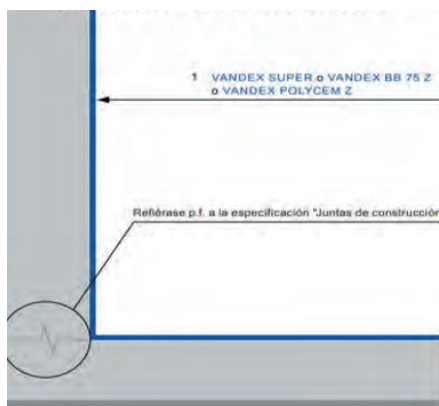 1 VANDEX SUPER o VANDEX BB 75 Z
o VANDEX POLYCEM Z
Refiérase p.f. a la especificación "Juntas de construcción